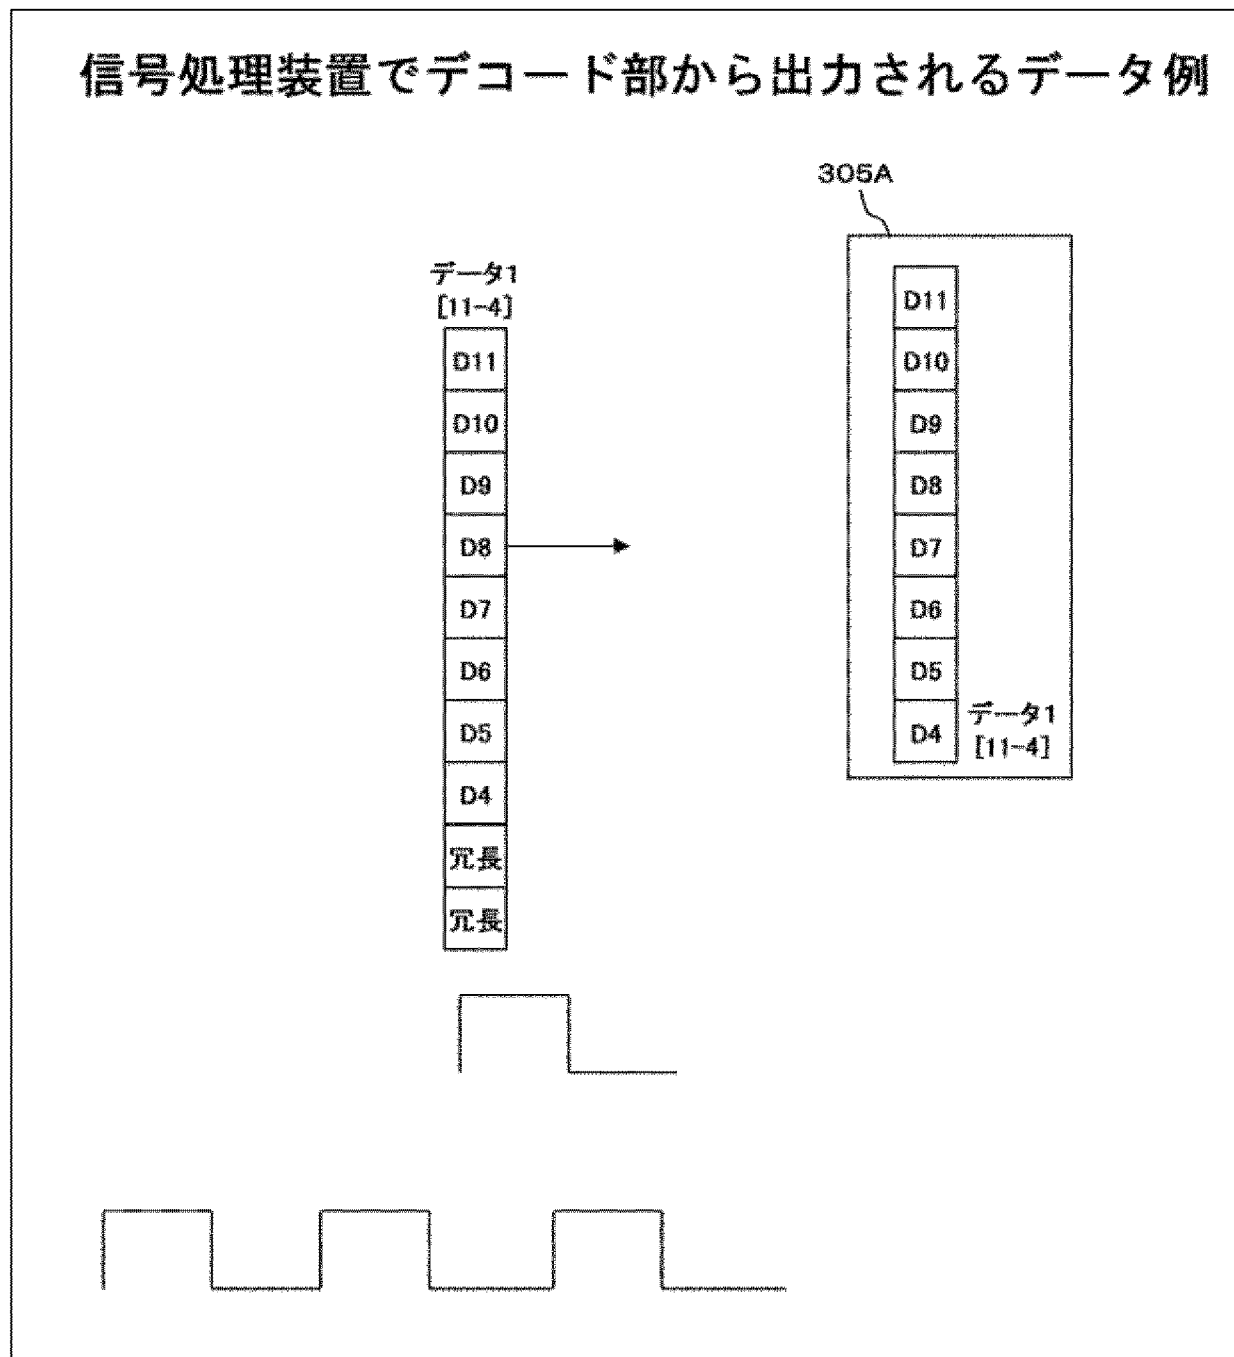 信号処理装置でデコード部から出力されるデータ例
305A
データ1
[11-4]
D11
D10
D9
D8
D7
D6
D5
D4
冗長
冗長
D11
D10
D9
D8
D7
D6
D5
D4
データ1
[11-4]